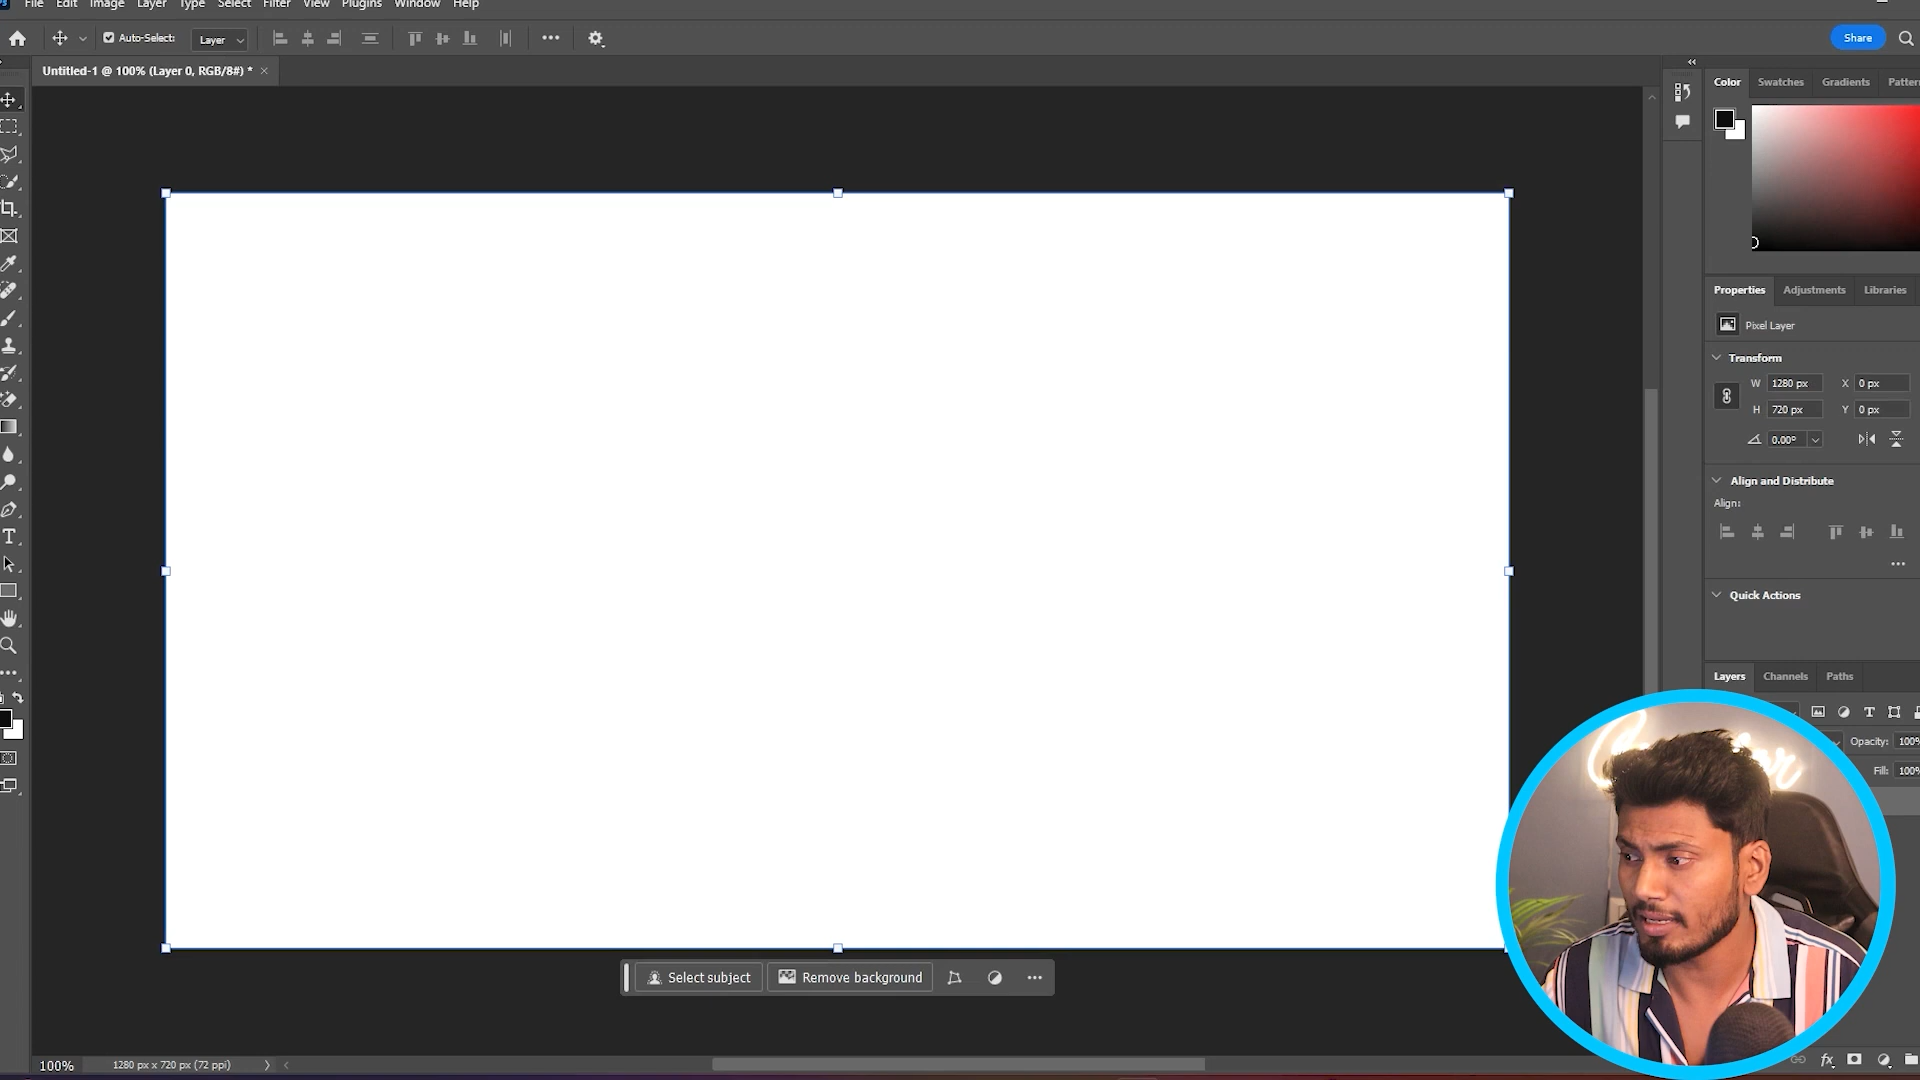 File Edit Image Layer Type Select Filter View Plugins Window Help
Auto-Select: Layer
Share
Untitled-1 @ 100% (Layer 0, RGB/8#) *
Color Swatches Gradients
Properties Adjustments Libraries
Pixel Layer
Transform
W 1280 px X 0 px
H 720 px Y 0 px
0.00°
Align and Distribute
Align:
Quick Actions
Layers Channels Paths
Opacity: 100%
Fill: 100%
Select subject Remove background
100% 1280 px x 720 px (72 ppi)
fx